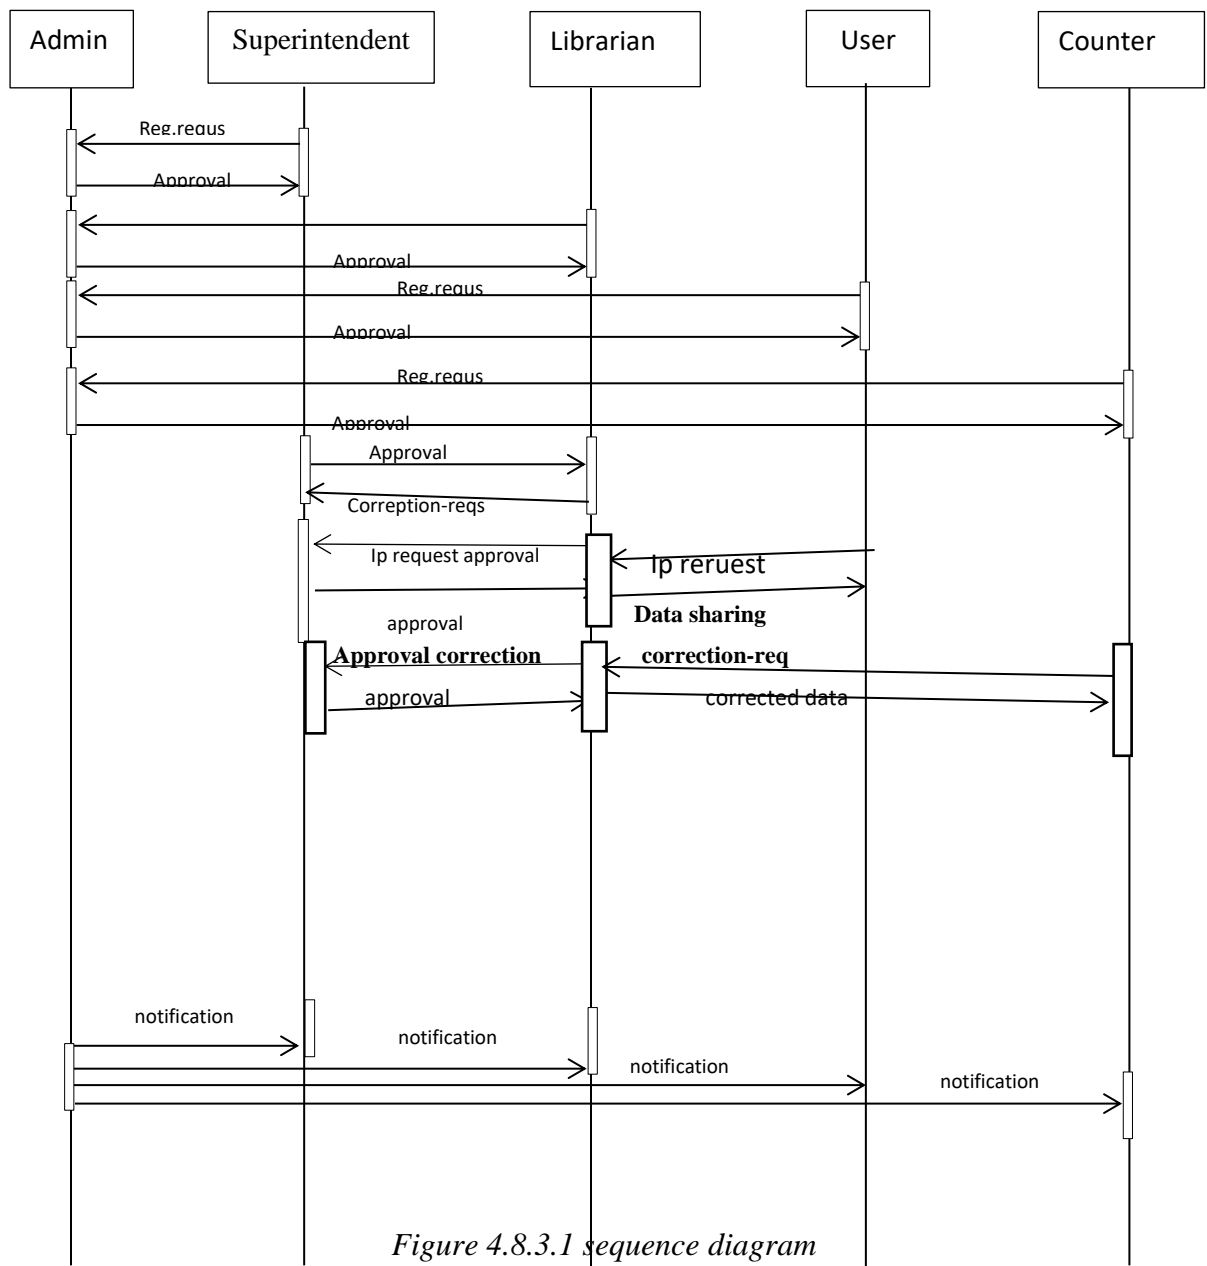 Admin
Superintendent
Librarian
User
Counter
Reg.requs
Approval
Approval
Reg.requs
Approval
Reg.requs
Approval
Approval
Correption-reqs
Ip request approval
Ip reruest
Data sharing
approval
Approval correction
correction-req
approval
corrected data
notification
notification
notification
notification
Figure 4.8.3.1 sequence diagram